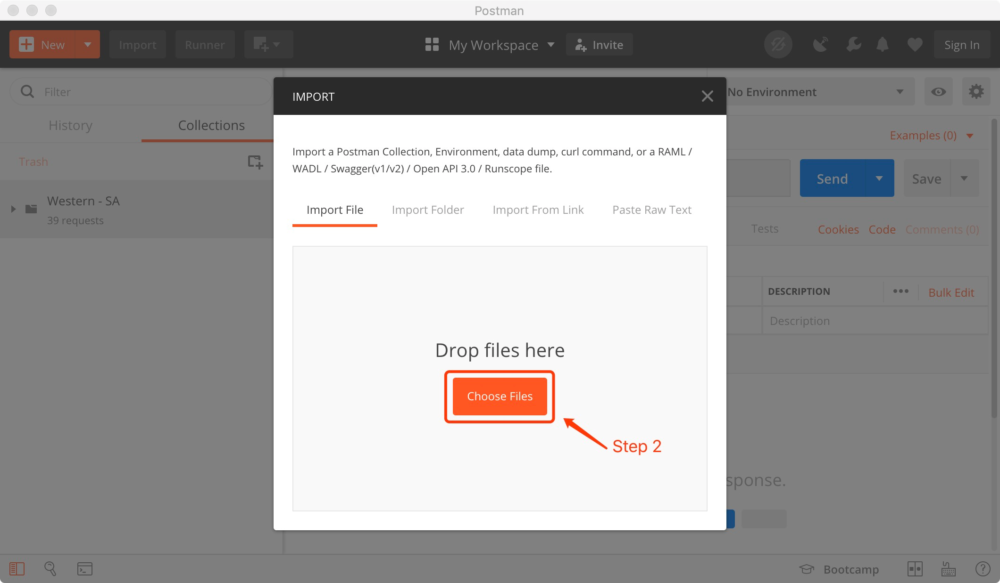 Postman
New
Import
Runner
My Workspace
Invite
Sign In
Filter
History
Collections
Trash
Western - SA
39 requests
IMPORT
Import a Postman Collection, Environment, data dump, curl command, or a RAML /
WADL / Swagger(v1/v2) / Open API 3.0 / Runscope file.
Import File
Import Folder
Import From Link
Paste Raw Text
Drop files here
Choose Files
Step 2
No Environment
Examples (0)
Send
Save
Tests
Cookies
Code
Comments (0)
DESCRIPTION
Bulk Edit
Description
sponse.
Bootcamp